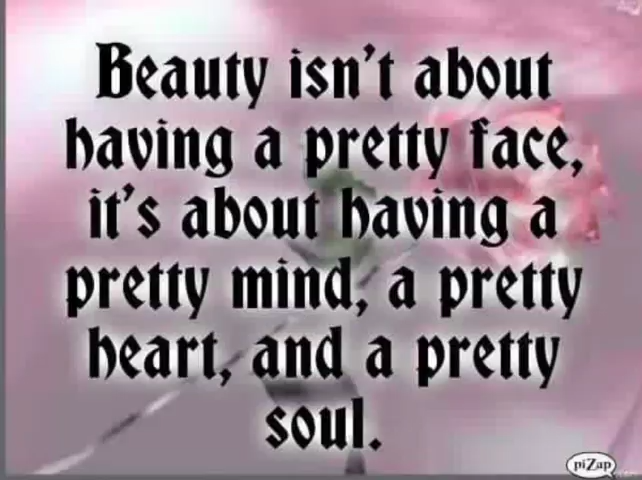 Beauty isn't about
having a pretty face,
it's about having a
pretty mind, a pretty
heart, and a pretty
soul.
piZap